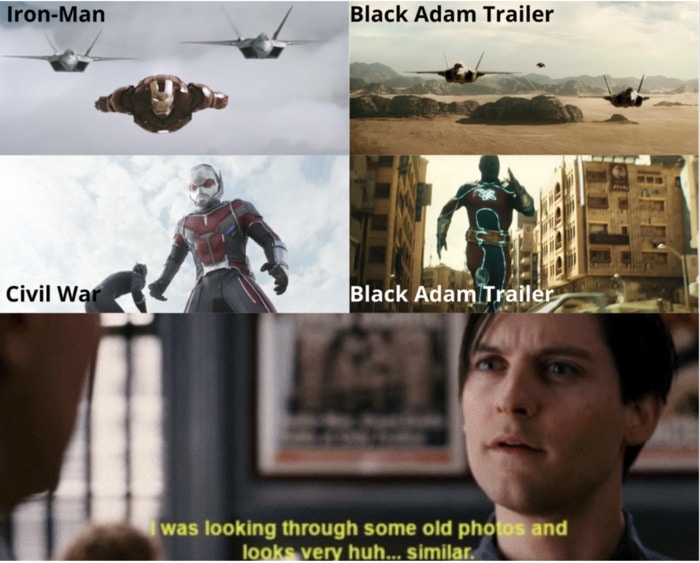 Iron-Man
Black Adam Trailer
Civil War
Black Adam Trailer
I was looking through some old photos and
looks very huh... similar.